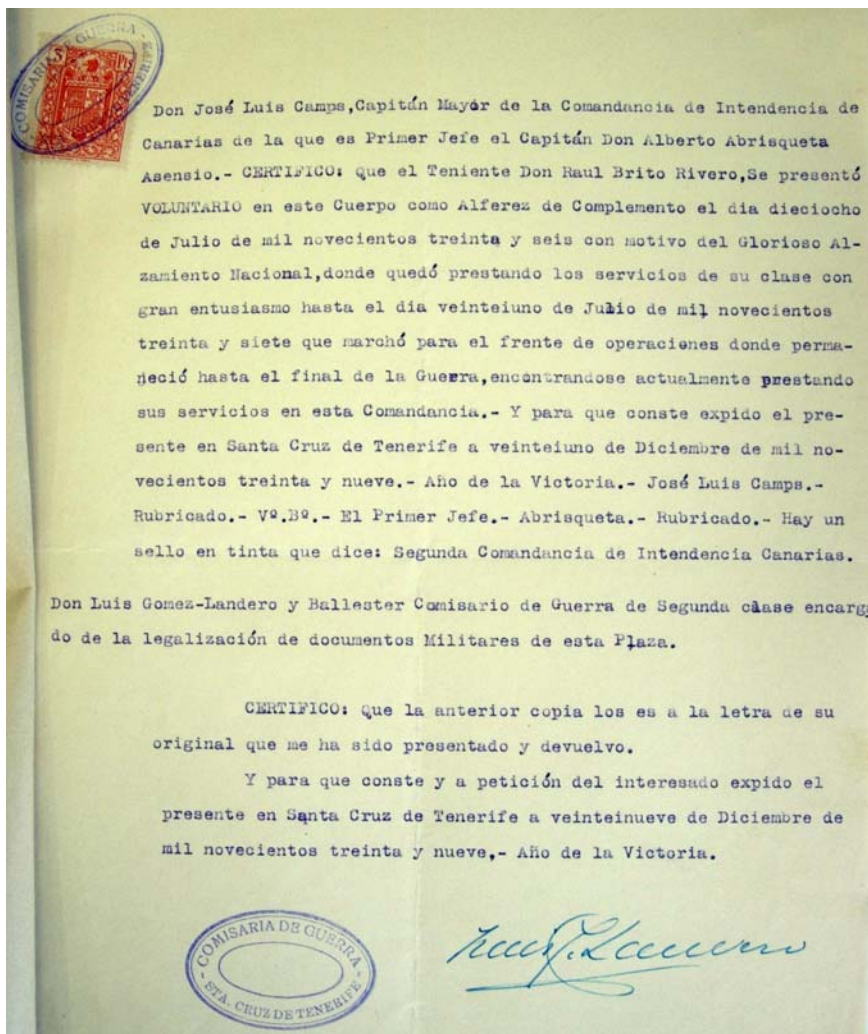 COMISARIA DE GUERRA
5 Pts
DE TENERIFE
Don José Luis Camps,Capitán Mayór de la Comandancia de Intendencia de
Canarias de la que es Primer Jefe el Capitán Don Alberto Abrisqueta
Asensio.- CERTIFICO: Que el Teniente Don Raul Brito Rivero,Se presentó
VOLUNTARIO en este Cuerpo como Alferez de Complemento el dia dieciocho
de Julio de mil novecientos treinta y seis con motivo del Glorioso Al-
zamiento Nacional,donde quedó prestando los servicios de su clase con
gran entusiasmo hasta el dia veinteiuno de Julio de mil novecientos
treinta y siete que marchó para el frente de operaciones donde perma-
neció hasta el final de la Guerra,encontrandose actualmente prestando
sus servicios en esta Comandancia.- Y para que conste expido el pre-
sente en Santa Cruz de Tenerife a veinteiuno de Diciembre de mil no-
vecientos treinta y nueve.- Año de la Victoria.- José Luis Camps.-
Rubricado.- Vº.Bº.- El Primer Jefe.- Abrisqueta.- Rubricado.- Hay un
sello en tinta que dice: Segunda Comandancia de Intendencia Canarias.
Don Luis Gomez-Landero y Ballester Comisario de Guerra de Segunda clase encarga
do de la legalización de documentos Militares de esta Plaza.
CERTIFICO: Que la anterior copia los es a la letra de su
original que me ha sido presentado y devuelvo.
Y para que conste y a petición del interesado expido el
presente en Santa Cruz de Tenerife a veinteinueve de Diciembre de
mil novecientos treinta y nueve,- Año de la Victoria.
COMISARIA DE GUERRA
- STA. CRUZ DE TENERIFE -
Luis G. Landero